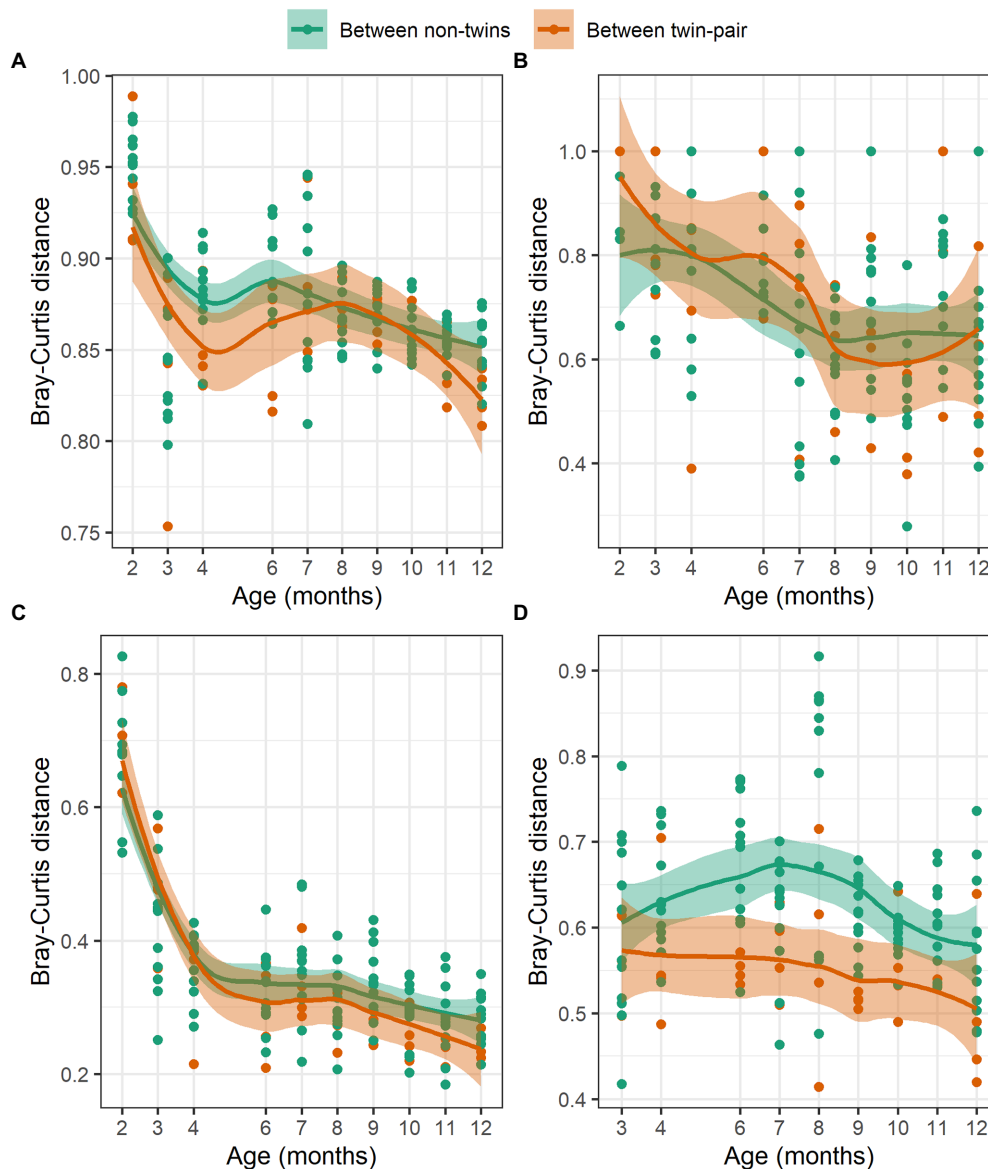 Between non-twins Between twin-pair
A
1.00
0.95
0.90
0.85
0.80
0.75
Bray-Curtis distance
2 3 4 6 7 8 9 10 11 12
Age (months)
B
1.0
0.8
0.6
0.4
Bray-Curtis distance
2 3 4 6 7 8 9 10 11 12
Age (months)
C
0.8
0.6
0.4
0.2
Bray-Curtis distance
2 3 4 6 7 8 9 10 11 12
Age (months)
D
0.9
0.8
0.7
0.6
0.5
0.4
Bray-Curtis distance
3 4 6 7 8 9 10 11 12
Age (months)